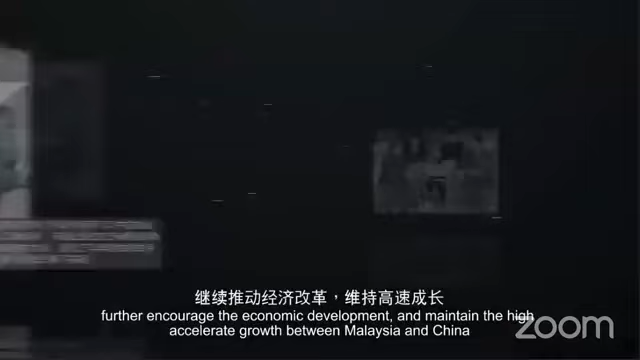 继续推动经济改革，维持高速成长
further encourage the economic development, and maintain the high
accelerate growth between Malaysia and China
zoom